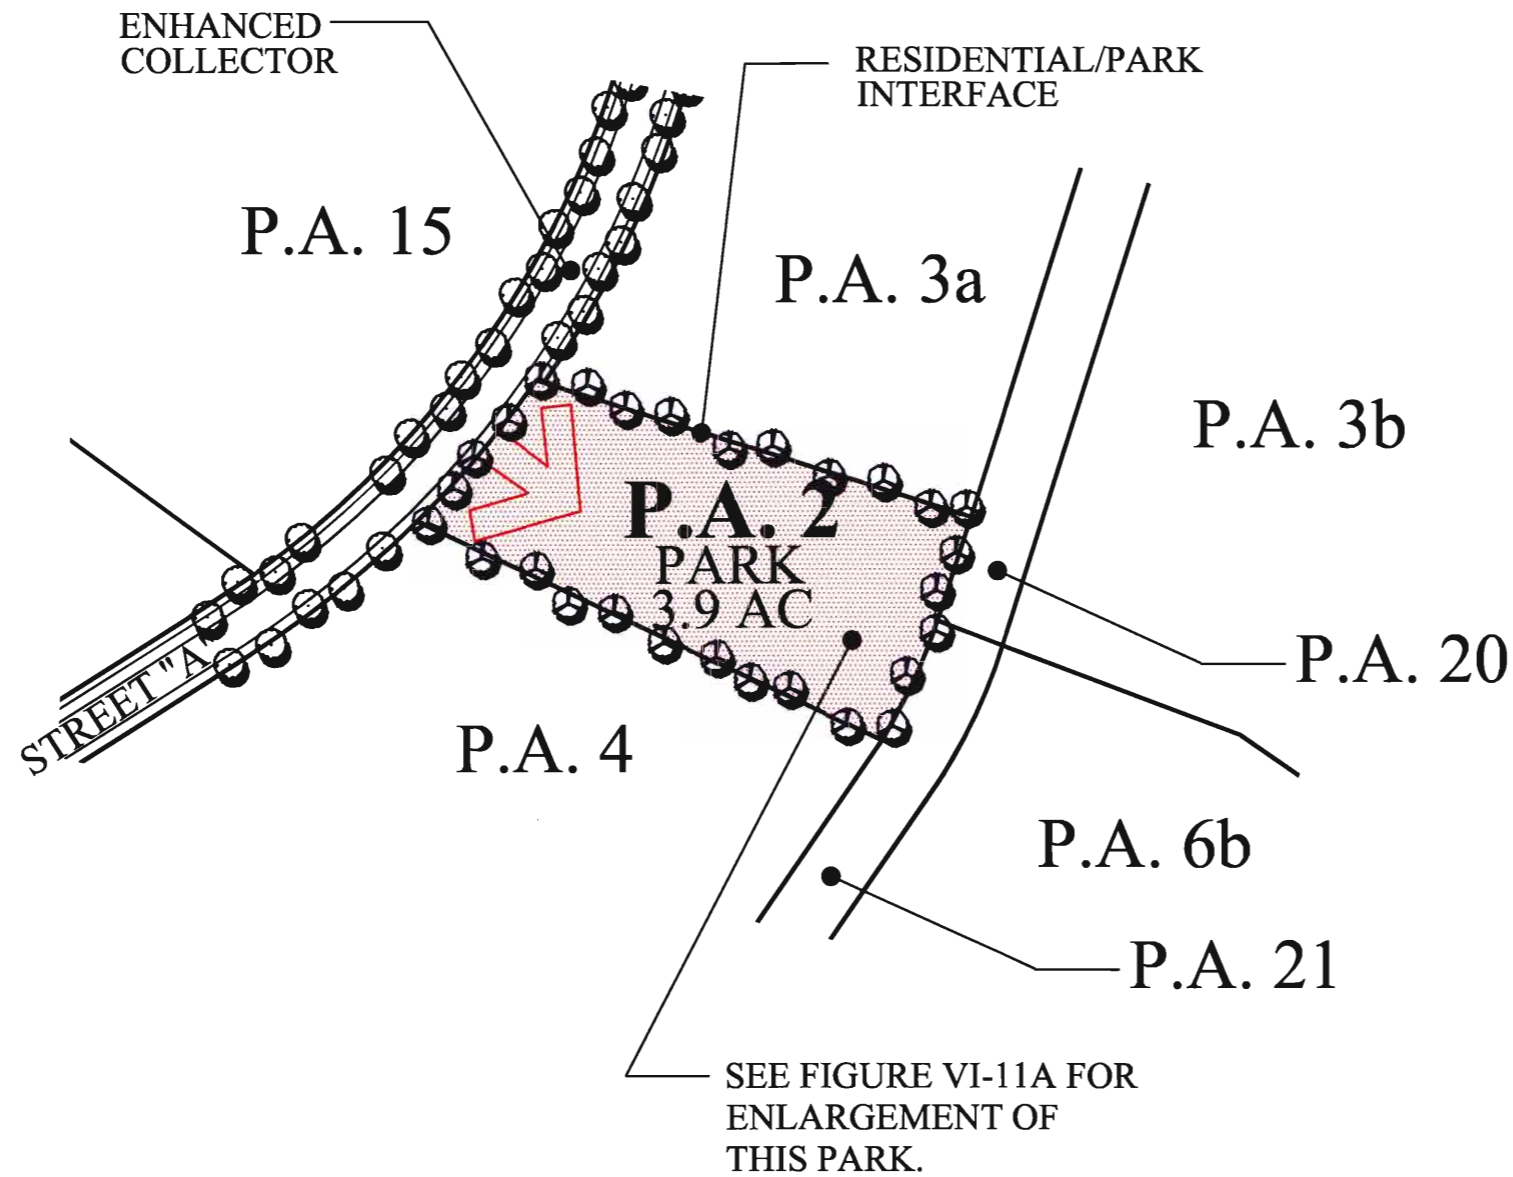 ENHANCED
COLLECTOR
RESIDENTIAL/PARK
INTERFACE
P.A. 15
P.A. 3a
P.A. 3b
P.A. 2
PARK
3.9 AC
STREET "A"
P.A. 20
P.A. 4
P.A. 6b
P.A. 21
SEE FIGURE VI-11A FOR
ENLARGEMENT OF
THIS PARK.